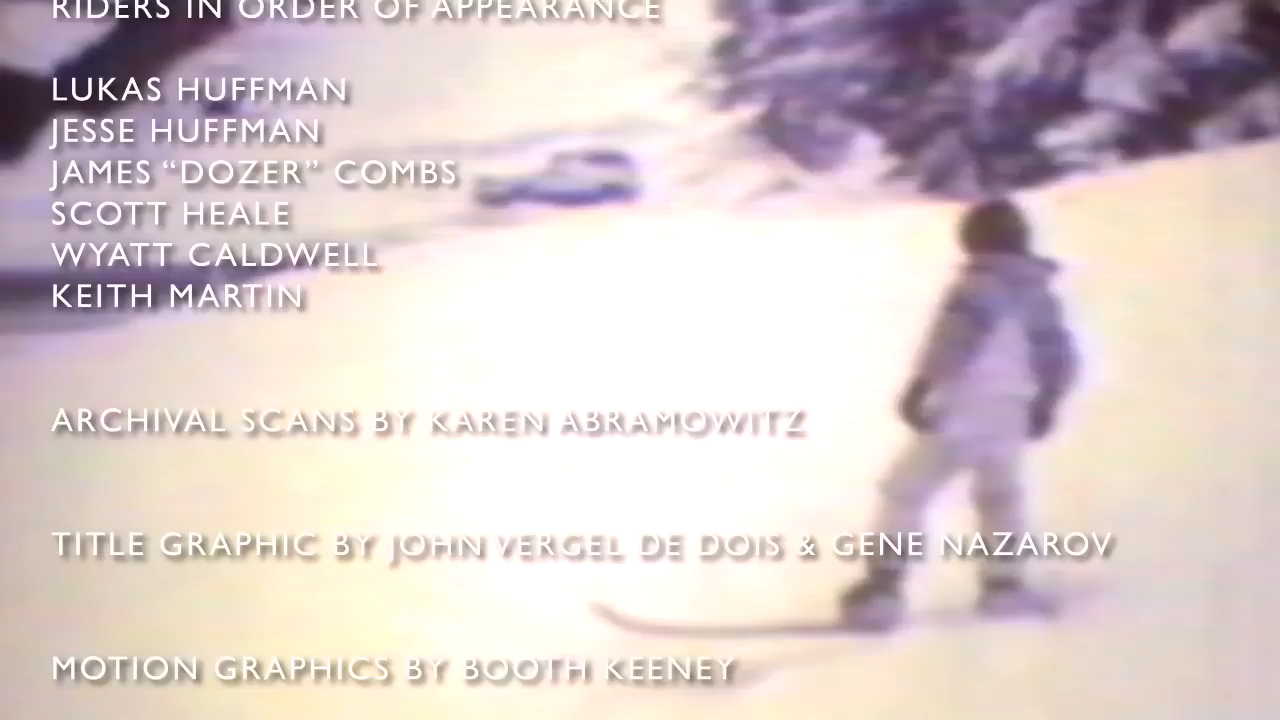 RIDERS IN ORDER OF APPEARANCE
LUKAS HUFFMAN
JESSE HUFFMAN
JAMES “DOZER” COMBS
SCOTT HEALE
WYATT CALDWELL
KEITH MARTIN
ARCHIVAL SCANS BY KAREN ABRAMOWITZ
TITLE GRAPHIC BY JOHN VERGEL DE DOIS & GENE NAZAROV
MOTION GRAPHICS BY BOOTH KEENEY